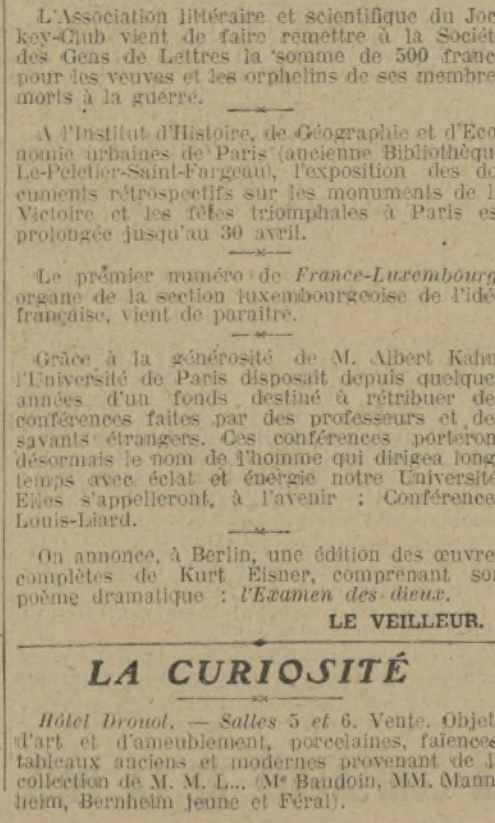 L'Association littéraire et scientifique du Joc
key-Club vient de faire remettre à la Sociét
des Gens de Lettres la somme de 500 franc
pour les veuves et les orphelins de ses membre
morts à la guerre.
A l'Institut d'Histoire, de Géographie et d'Eco
nomie urbaines de Paris (ancienne Bibliothèqu
Le-Peletier-Saint-Fargeau), l'exposition des do
cuments rétrospectifs sur les monuments de l
Victoire et les fêtes triomphales à Paris es
prolongée jusqu'au 30 avril.
Le premier numéro de France-Luxembourg
organe de la section luxembourgeoise de l'idé
française, vient de paraître.
Grâce à la générosité de M. Albert Kahn
l'Université de Paris disposait depuis quelque
années d'un fonds destiné à rétribuer de
conférences faites par des professeurs et de
savants étrangers. Ces conférences porteron
désormais le nom de l'homme qui dirigea long
temps avec éclat et énergie notre Université
Elles s'appelleront, à l'avenir : Conférence
Louis-Liard.
On annonce, à Berlin, une édition des œuvre
complètes de Kurt Eisner, comprenant so
poème dramatique : l'Examen des dieux.
LE VEILLEUR.
LA CURIOSITÉ
Hôtel Drouot. — Salles 5 et 6. Vente. Objet
d'art et d'ameublement, porcelaines, faïences
tableaux anciens et modernes provenant de l
collection de M. M. L... (Me Baudoin, MM. Mann
heim, Bernheim jeune et Féral).